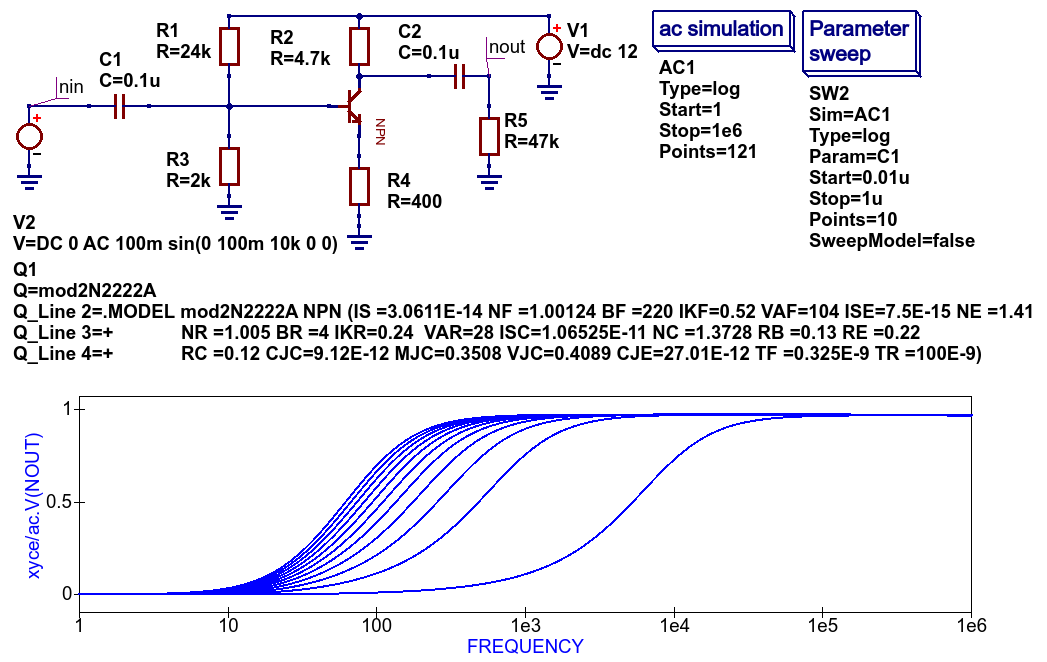 R1
R=24k
R2
R=4.7k
C2
C=0.1u
nout
+
V1
V=dc 12
C1
C=0.1u
nin
+
NPN
R5
R=47k
R3
R=2k
R4
R=400
V2
V=DC 0 AC 100m sin(0 100m 10k 0 0)
ac simulation
AC1
Type=log
Start=1
Stop=1e6
Points=121
Parameter
sweep
SW2
Sim=AC1
Type=log
Param=C1
Start=0.01u
Stop=1u
Points=10
SweepModel=false
Q1
Q=mod2N2222A
Q_Line 2=.MODEL mod2N2222A NPN (IS =3.0611E-14 NF =1.00124 BF =220 IKF=0.52 VAF=104 ISE=7.5E-15 NE =1.41
Q_Line 3=+ NR =1.005 BR =4 IKR=0.24 VAR=28 ISC=1.06525E-11 NC =1.3728 RB =0.13 RE =0.22
Q_Line 4=+ RC =0.12 CJC=9.12E-12 MJC=0.3508 VJC=0.4089 CJE=27.01E-12 TF =0.325E-9 TR =100E-9)
xyce/ac.V(NOUT)
1
0.5
0
1 10 100 1e3 1e4 1e5 1e6
FREQUENCY